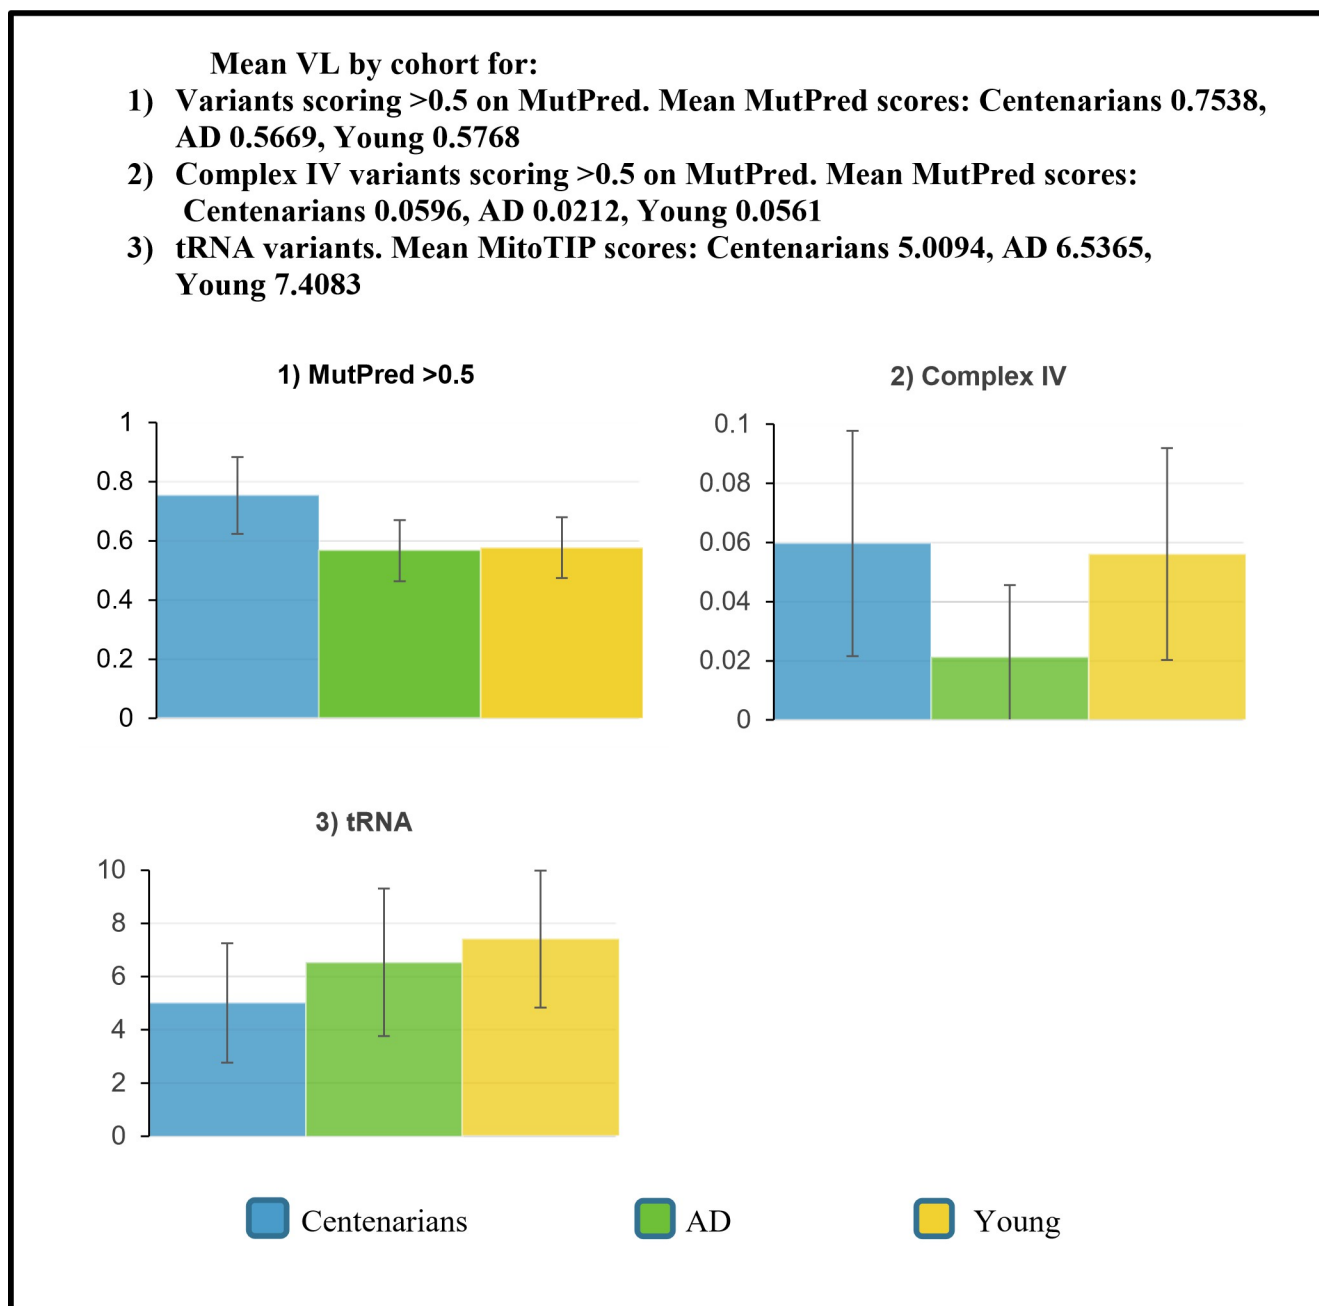 Mean VL by cohort for:
1) Variants scoring >0.5 on MutPred. Mean MutPred scores: Centenarians 0.7538,
AD 0.5669, Young 0.5768
2) Complex IV variants scoring >0.5 on MutPred. Mean MutPred scores:
Centenarians 0.0596, AD 0.0212, Young 0.0561
3) tRNA variants. Mean MitoTIP scores: Centenarians 5.0094, AD 6.5365,
Young 7.4083
1) MutPred >0.5
1
0.8
0.6
0.4
0.2
0
2) Complex IV
0.1
0.08
0.06
0.04
0.02
0
3) tRNA
10
8
6
4
2
0
Centenarians AD Young